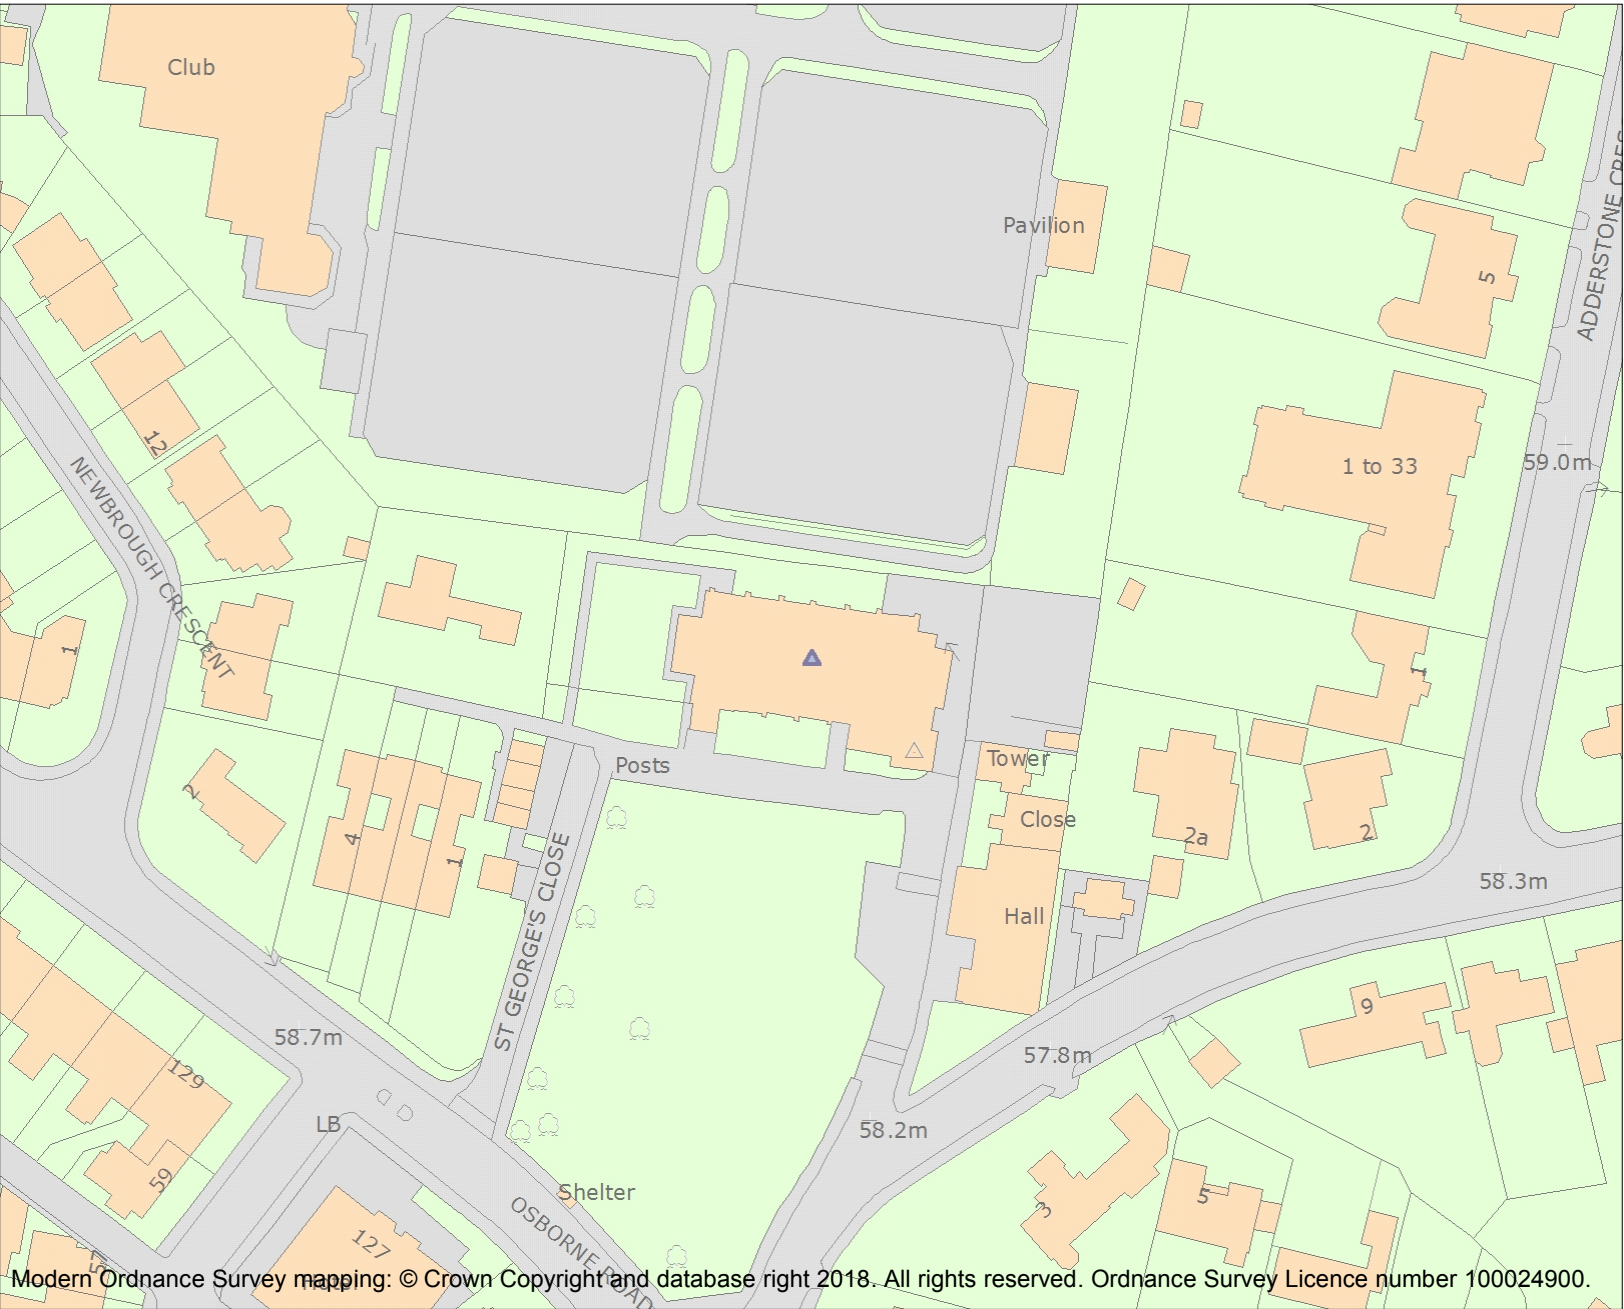 Club
Pavilion
ADDERSTONE CRES
5
12
1 to 33
59.0m
NEWBROUGH CRESCENT
1
1
Posts
Tower
Close
2
4
1
2a
2
ST GEORGE'S CLOSE
Hall
58.3m
58.7m
9
57.8m
129
LB
58.2m
59
Shelter
5
3
OSBORNE ROAD
127
57
Hotel
Modern Ordnance Survey mapping: © Crown Copyright and database right 2018. All rights reserved. Ordnance Survey Licence number 100024900.